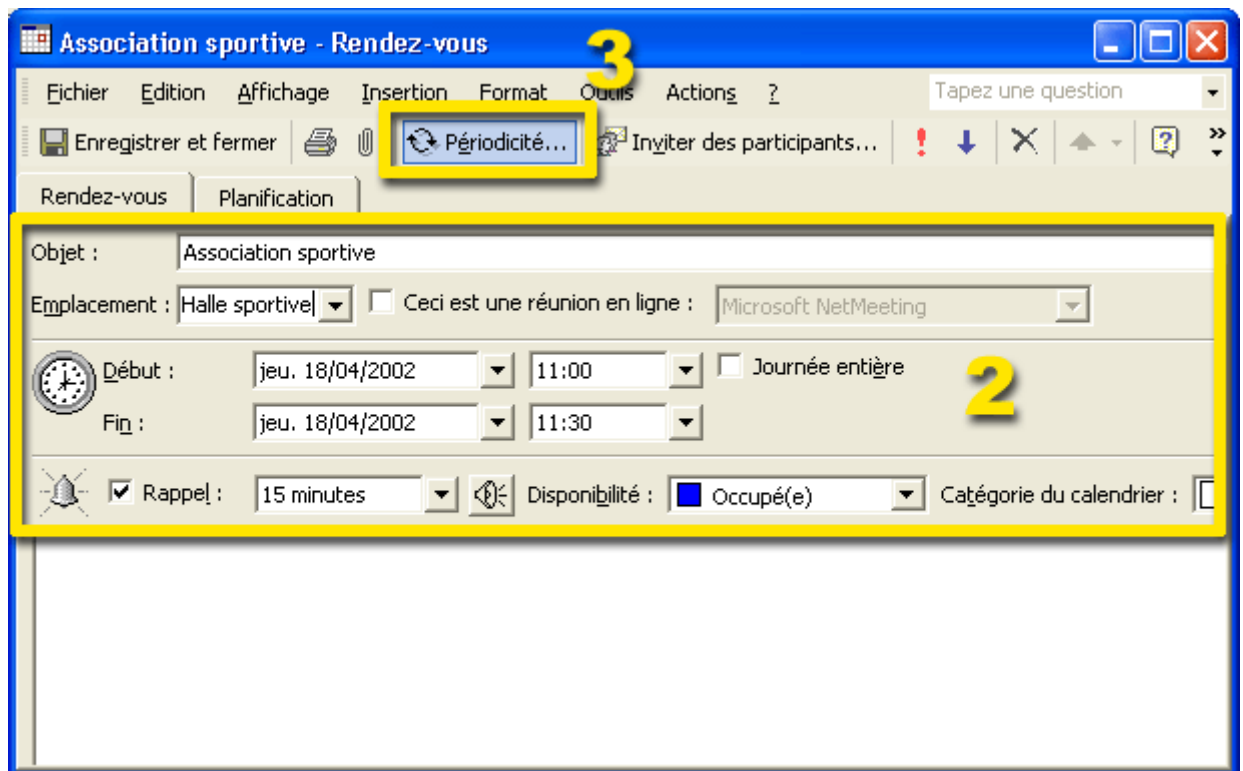 Association sportive - Rendez-vous
3
Fichier Edition Affichage Insertion Format Outils Actions ? Tapez une question
Enregistrer et fermer Périodicité... Inviter des participants...
Rendez-vous Planification
Objet : Association sportive
Emplacement : Halle sportive Ceci est une réunion en ligne : Microsoft NetMeeting
Début : jeu. 18/04/2002 11:00 Journée entière
2
Fin : jeu. 18/04/2002 11:30
Rappel : 15 minutes Disponibilité : Occupé(e) Catégorie du calendrier :